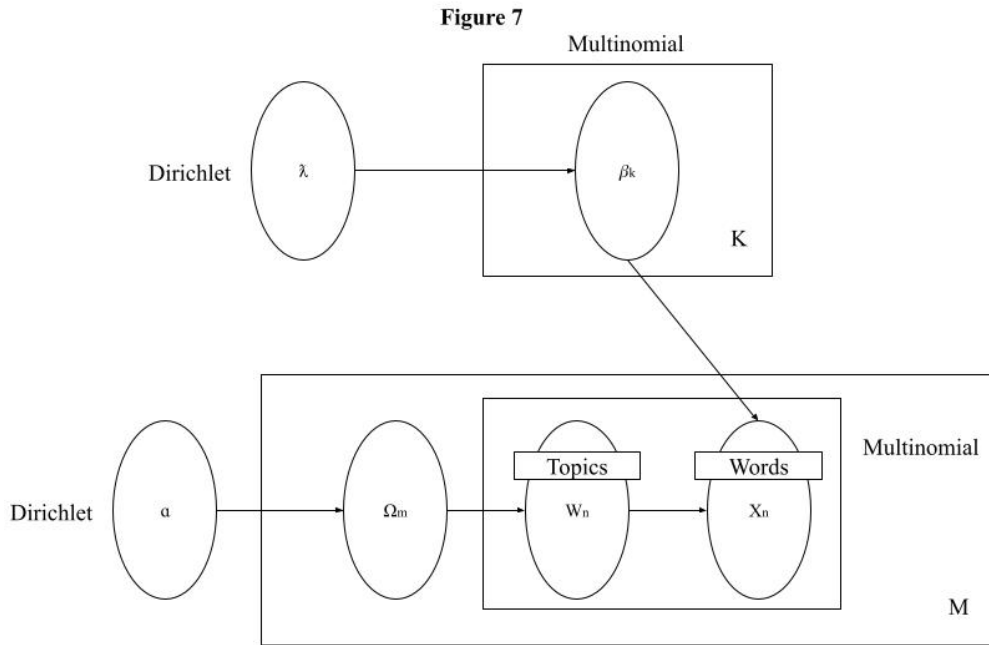 Figure 7
Multinomial
Dirichlet
ƛ
βk
K
Topics
Words
Multinomial
Dirichlet
α
Ωm
Wn
Xn
M